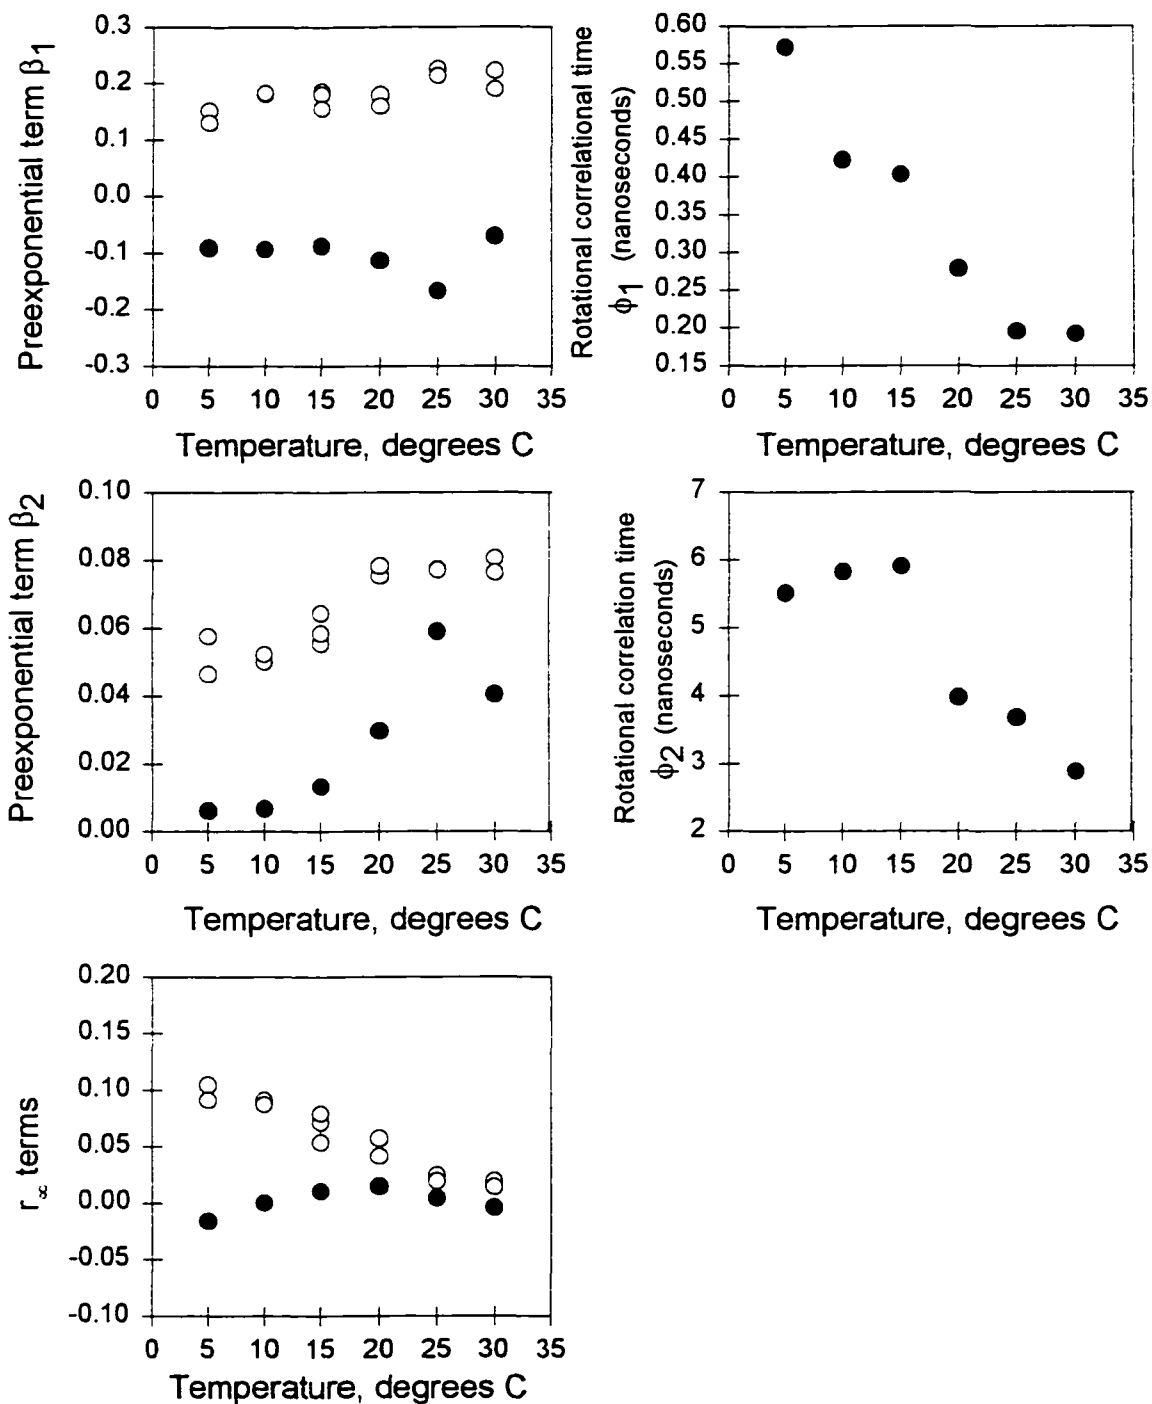 Preexponential term β1
0.3
0.2
0.1
0.0
-0.1
-0.2
-0.3
0 5 10 15 20 25 30 35
Temperature, degrees C
Rotational correlational time
ϕ1 (nanoseconds)
0.60
0.55
0.50
0.45
0.40
0.35
0.30
0.25
0.20
0.15
0 5 10 15 20 25 30 35
Temperature, degrees C
Preexponential term β2
0.10
0.08
0.06
0.04
0.02
0.00
0 5 10 15 20 25 30 35
Temperature, degrees C
Rotational correlation time
ϕ2 (nanoseconds)
7
6
5
4
3
2
0 5 10 15 20 25 30 35
Temperature, degrees C
r∞ terms
0.20
0.15
0.10
0.05
0.00
-0.05
-0.10
0 5 10 15 20 25 30 35
Temperature, degrees C